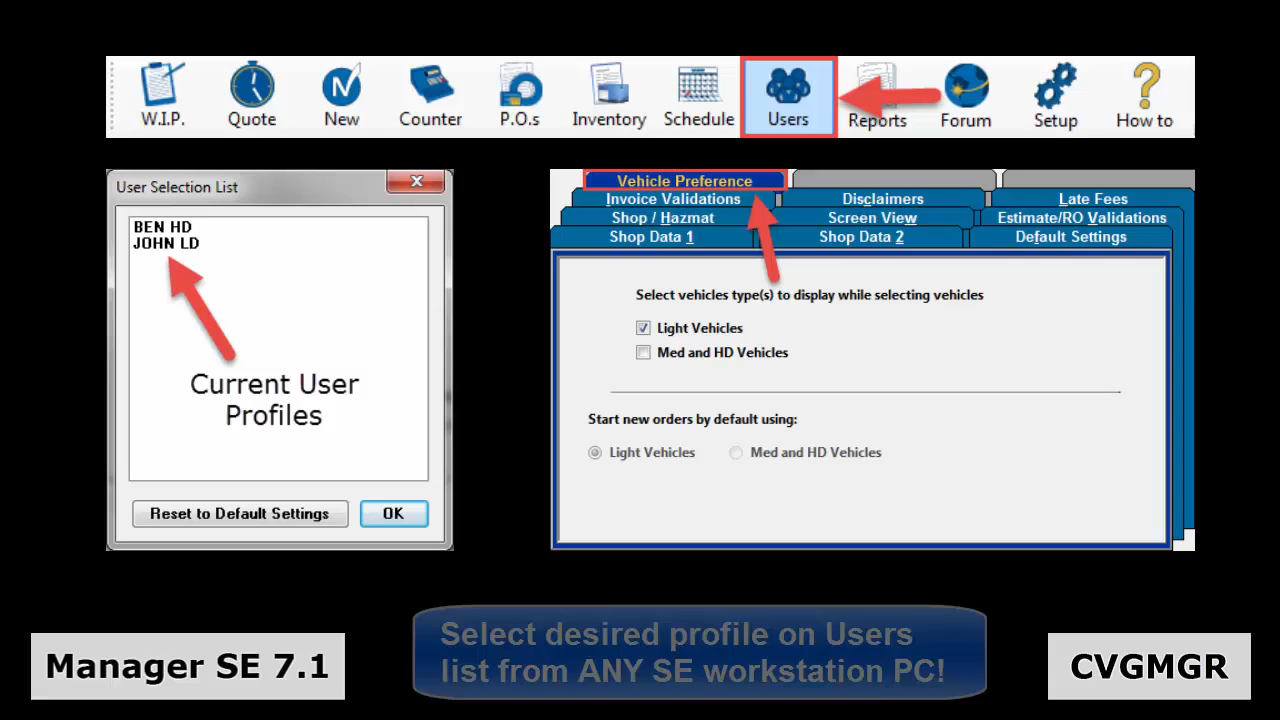 W.I.P.
Quote
New
Counter
P.O.s
Inventory
Schedule
Users
Reports
Forum
Setup
How to
User Selection List
BEN HD
JOHN LD
Current User
Profiles
Reset to Default Settings
OK
Vehicle Preference
Invoice Validations
Disclaimers
Late Fees
Shop / Hazmat
Screen View
Estimate/RO Validations
Shop Data 1
Shop Data 2
Default Settings
Select vehicles type(s) to display while selecting vehicles
Light Vehicles
Med and HD Vehicles
Start new orders by default using:
Light Vehicles
Med and HD Vehicles
Manager SE 7.1
Select desired profile on Users
list from ANY SE workstation PC!
CVGMGR